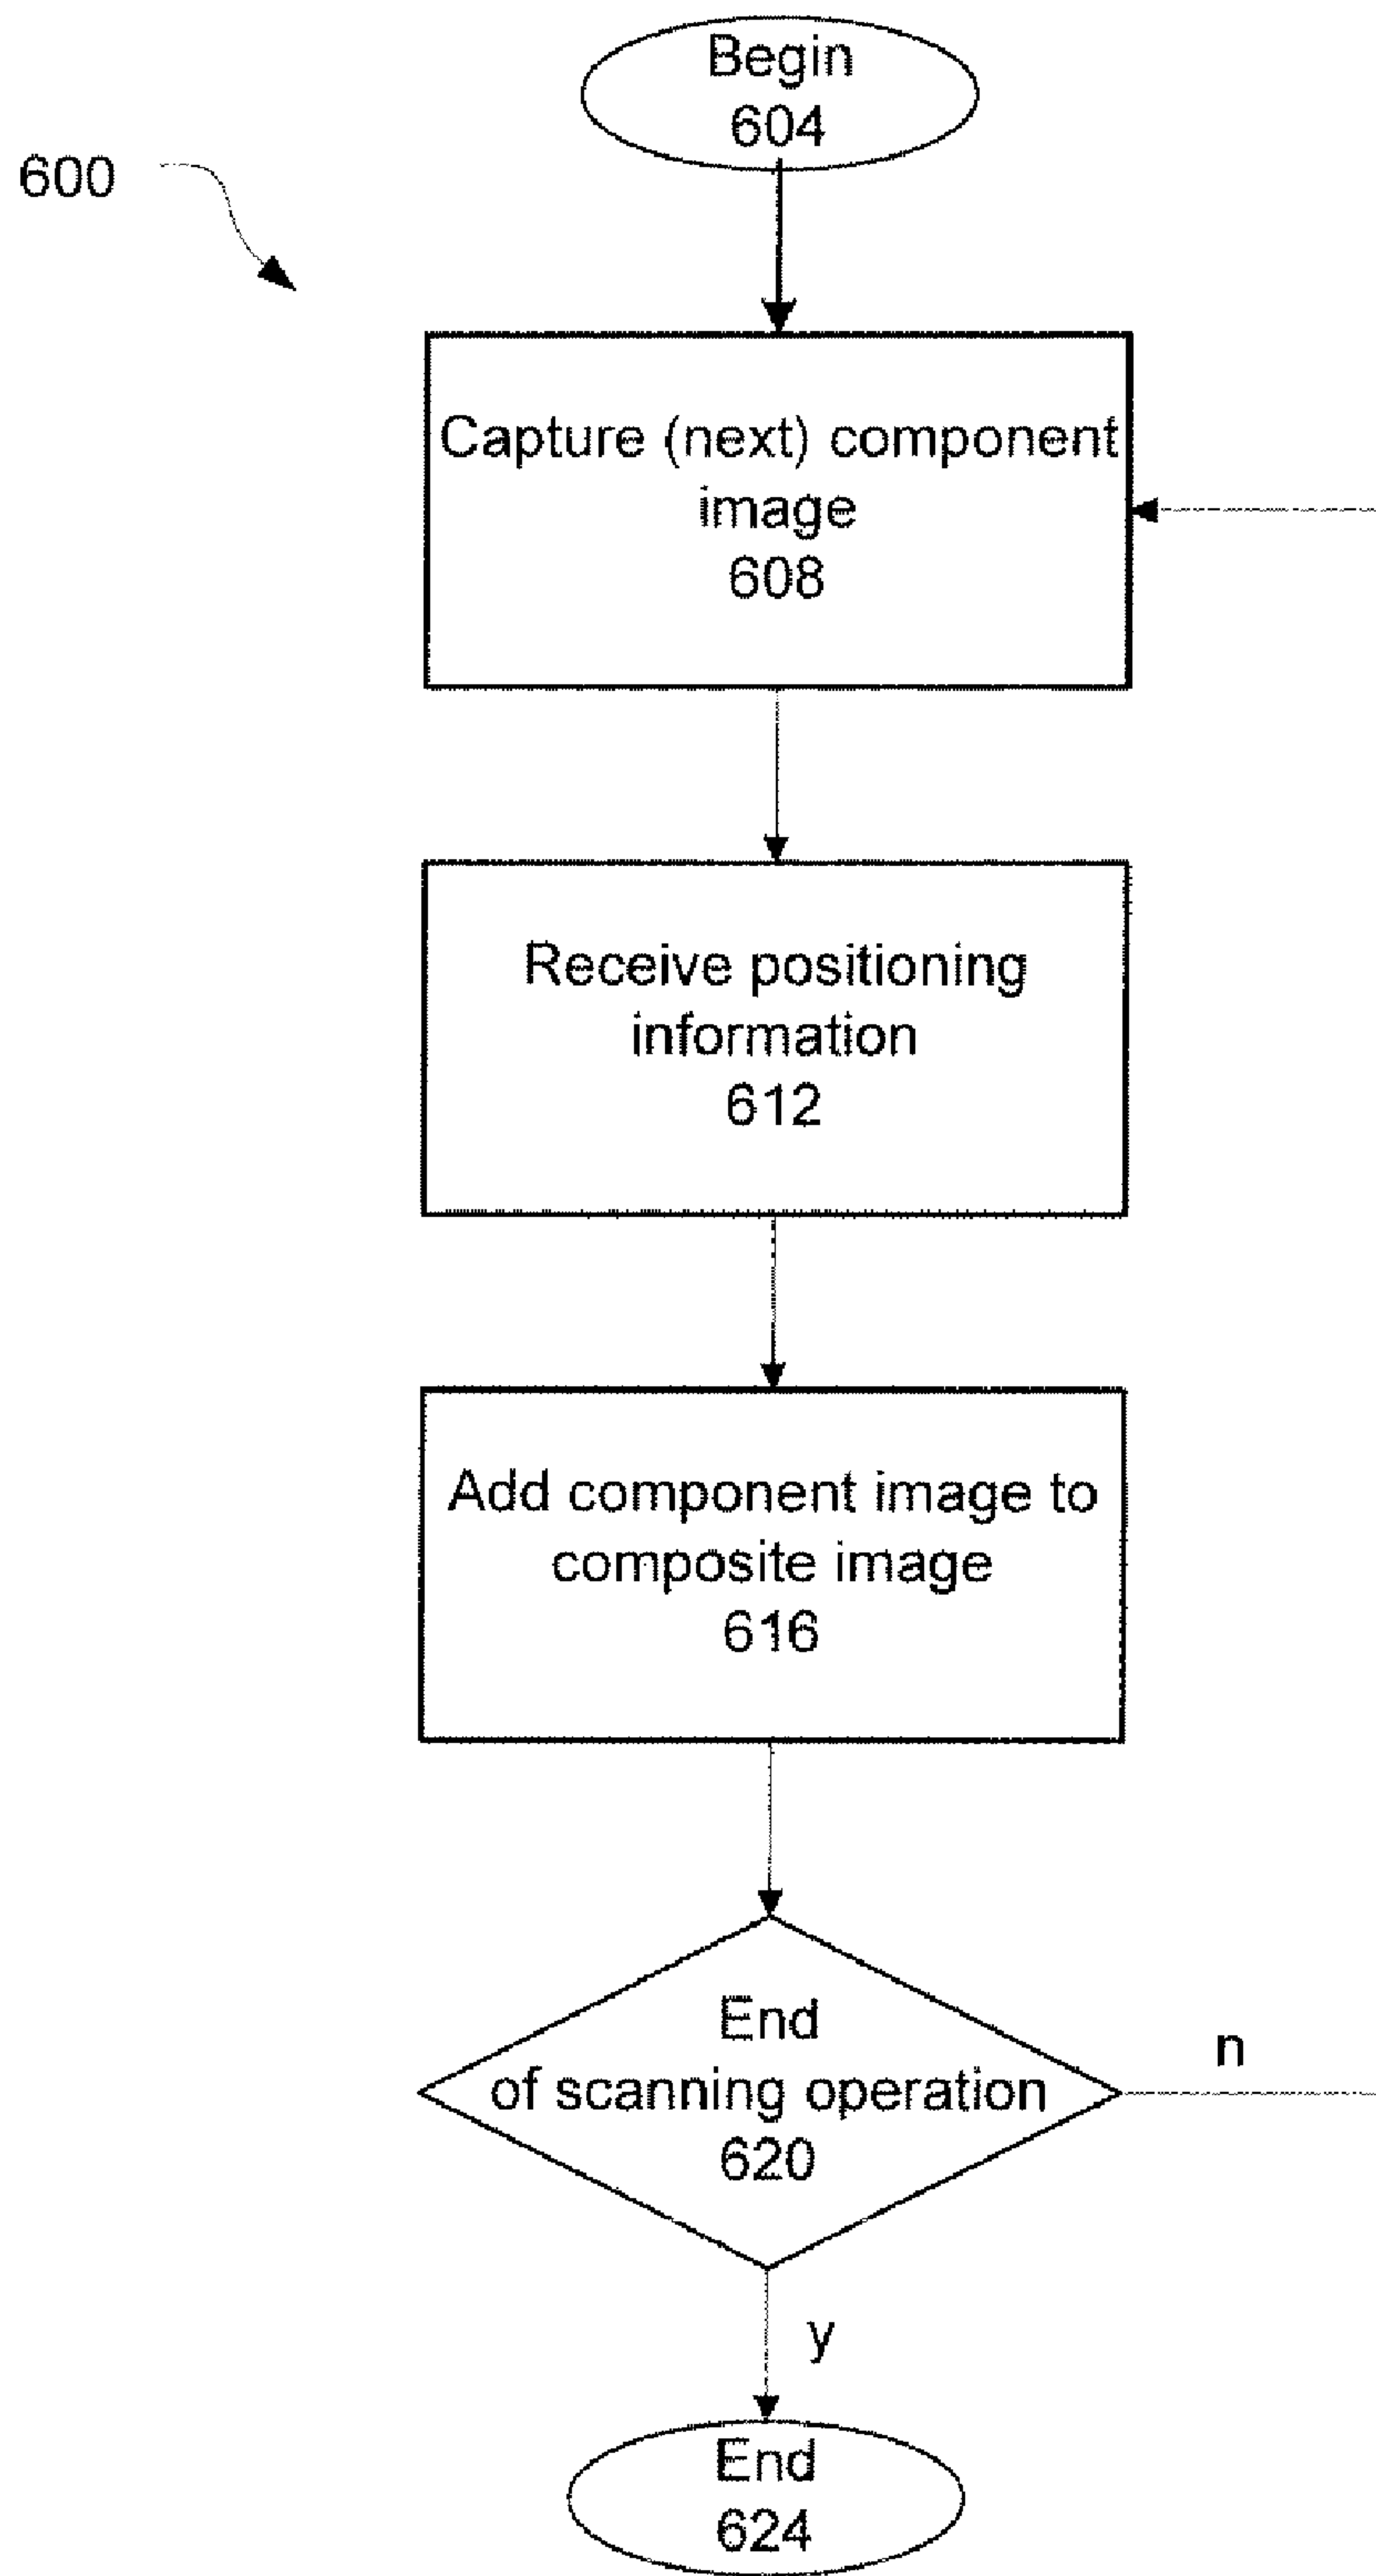 Begin
604
600
Capture (next) component
image
608
Receive positioning
information
612
Add component image to
composite image
616
End
of scanning operation
620
n
y
End
624